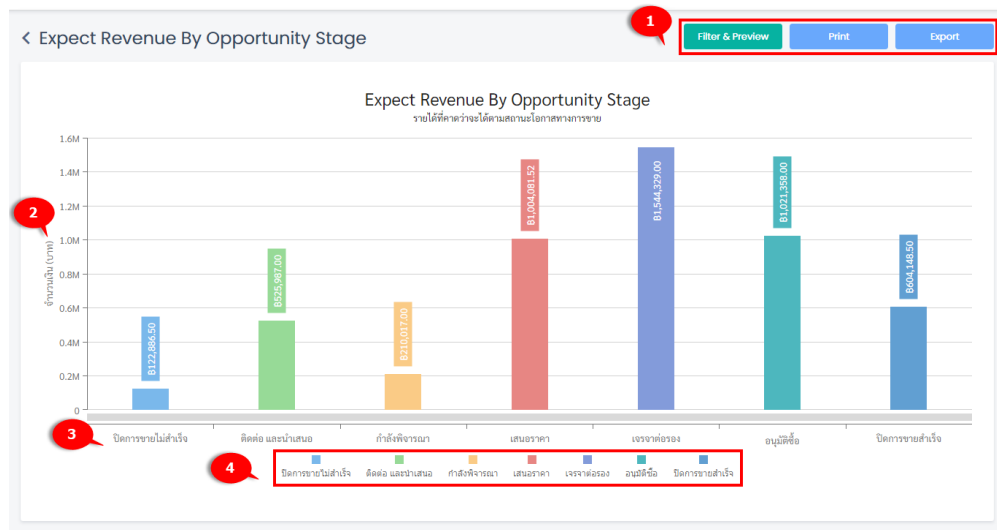 1
Expect Revenue By Opportunity Stage
Filter & Preview Print Export
Expect Revenue By Opportunity Stage
รายได้ที่คาดว่าจะได้ตามสถานะโอกาสทางการขาย
1.6M
1.4M
1.2M
1.0M
0.8M
0.6M
0.4M
0.2M
0
2
จำนวนเงิน (บาท)
B122,886.50
B525,987.00
B210,017.00
B1,004,081.52
B1,544,329.00
B1,021,358.00
B604,148.50
3
ปิดการขายไม่สำเร็จ ติดต่อ และนำเสนอ กำลังพิจารณา เสนอราคา เจรจาต่อรอง อนุมัติซื้อ ปิดการขายสำเร็จ
4
ปิดการขายไม่สำเร็จ ติดต่อ และนำเสนอ กำลังพิจารณา เสนอราคา เจรจาต่อรอง อนุมัติซื้อ ปิดการขายสำเร็จ